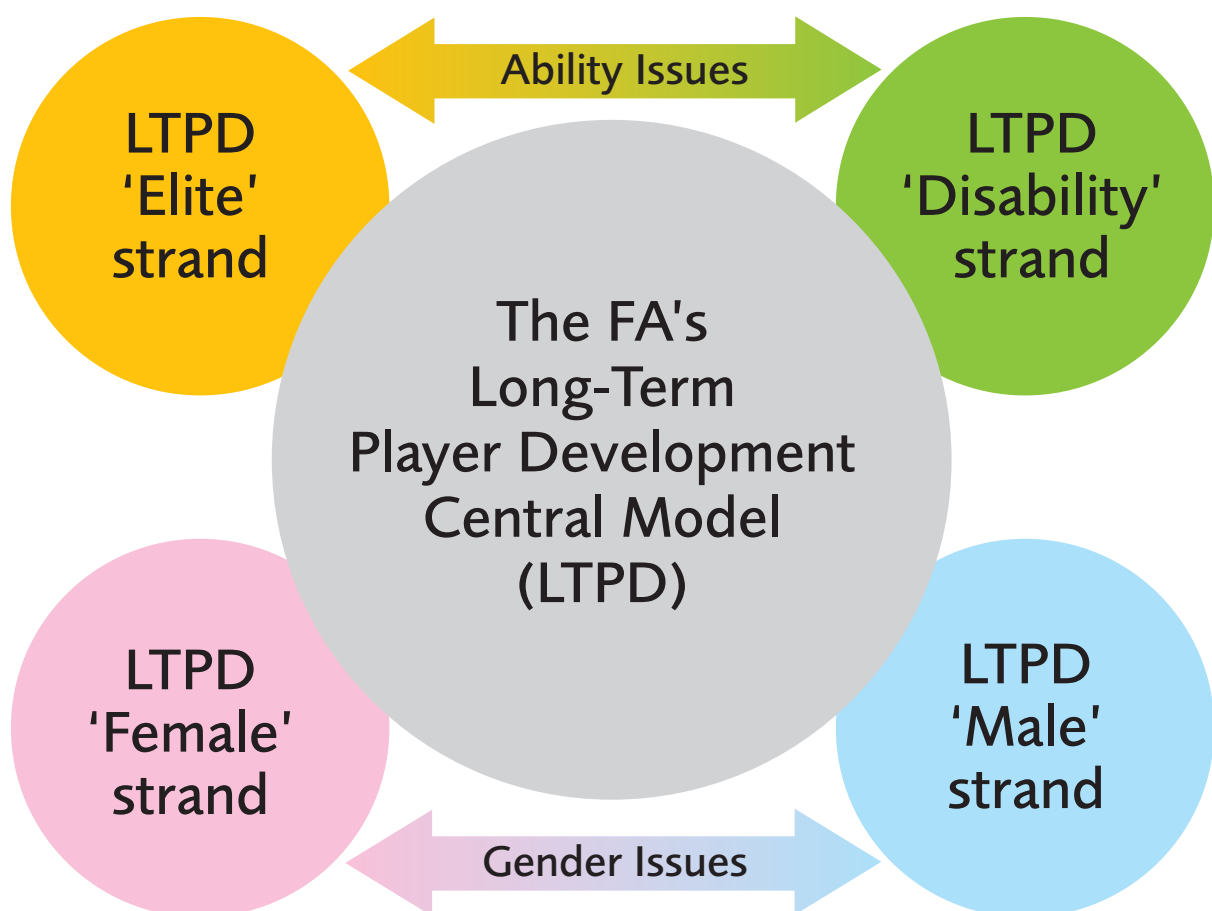 Ability Issues
LTPD
‘Elite’
strand
LTPD
‘Disability’
strand
The FA's
Long-Term
Player Development
Central Model
(LTPD)
LTPD
‘Female’
strand
LTPD
‘Male’
strand
Gender Issues